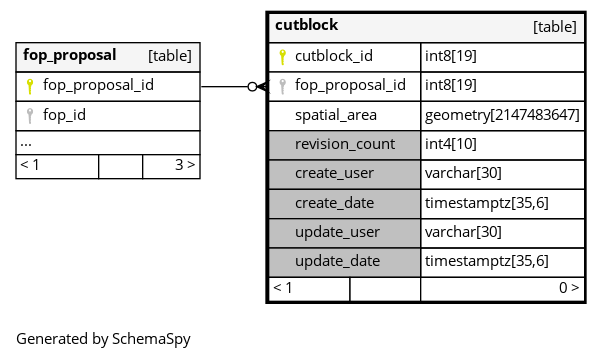 fop_proposal [table]
fop_proposal_id
fop_id
...
< 1 3 >
cutblock [table]
cutblock_id int8[19]
fop_proposal_id int8[19]
spatial_area geometry[2147483647]
revision_count int4[10]
create_user varchar[30]
create_date timestamptz[35,6]
update_user varchar[30]
update_date timestamptz[35,6]
< 1 0 >
Generated by SchemaSpy